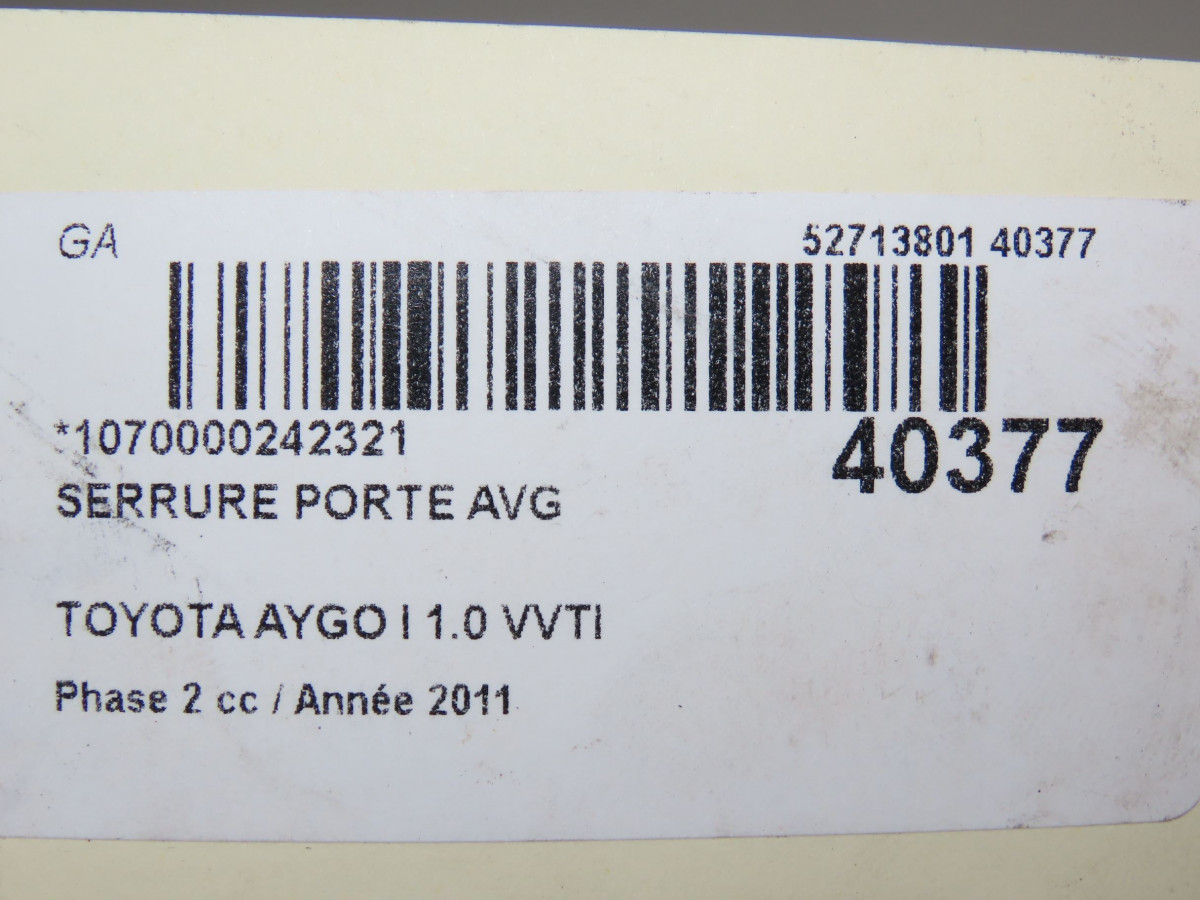 GA 52713801 40377
*1070000242321 40377
SERRURE PORTE AVG
TOYOTA AYGO I 1.0 VVTI
Phase 2 cc / Année 2011